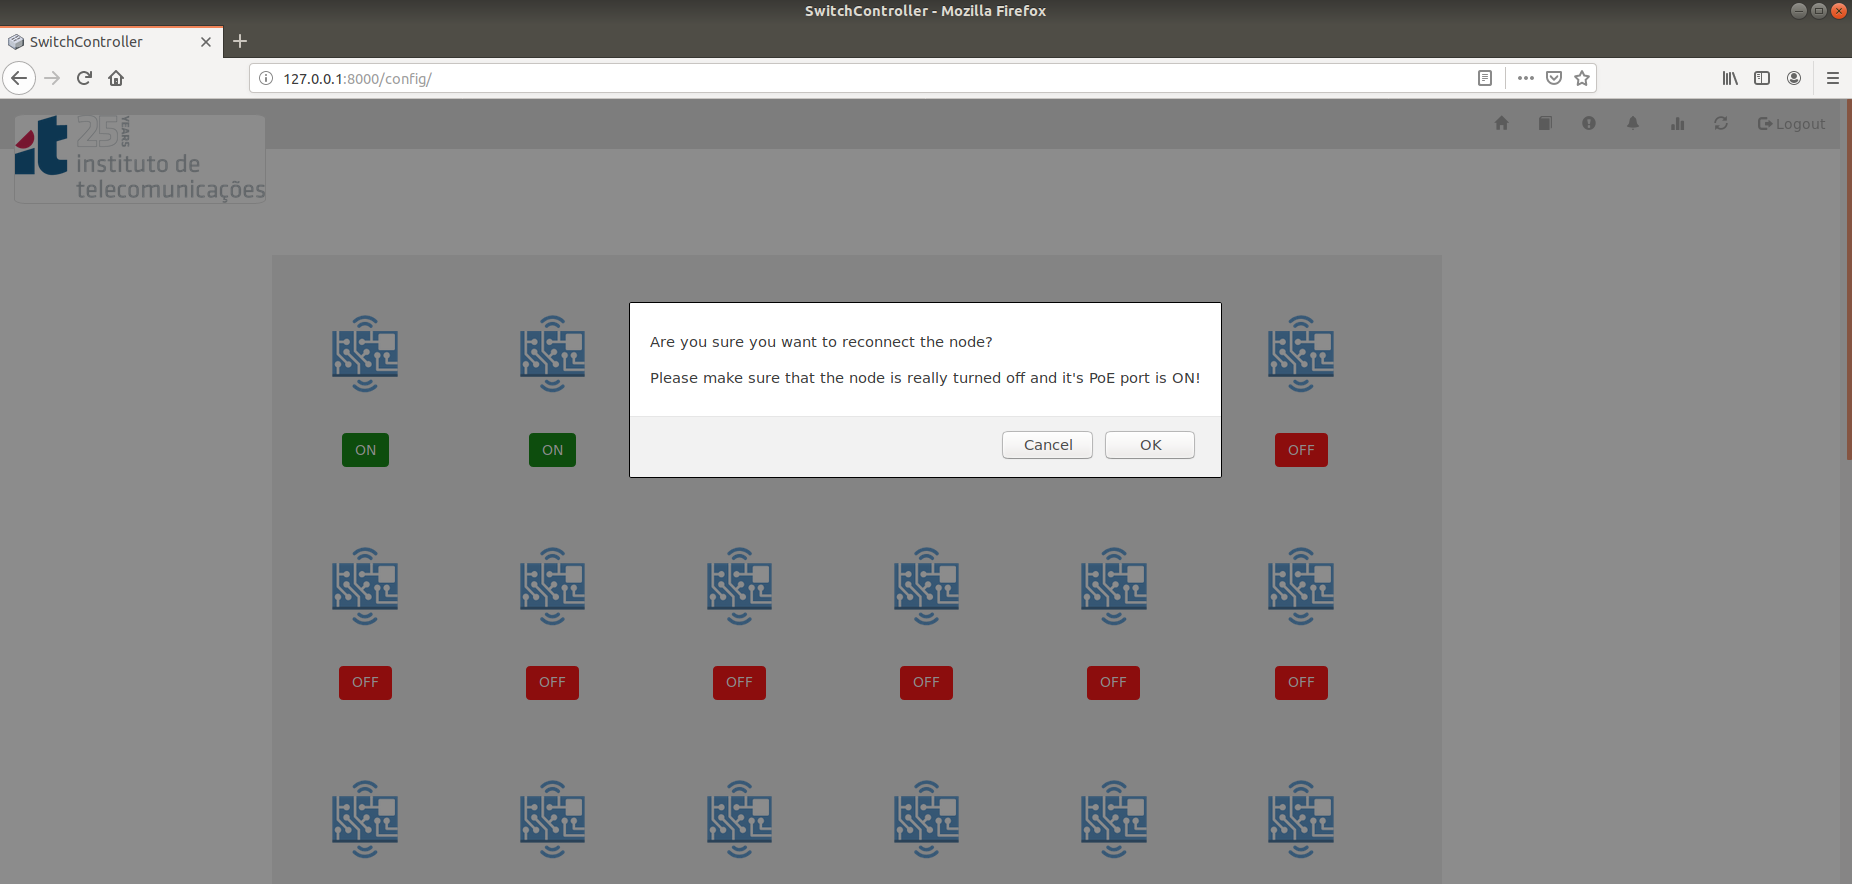 SwitchController - Mozilla Firefox
SwitchController
127.0.0.1:8000/config/
25 YEARS
instituto de
telecomunicações
it
Logout
Are you sure you want to reconnect the node?
Please make sure that the node is really turned off and it's PoE port is ON!
Cancel OK
ON ON OFF
OFF OFF OFF OFF OFF OFF